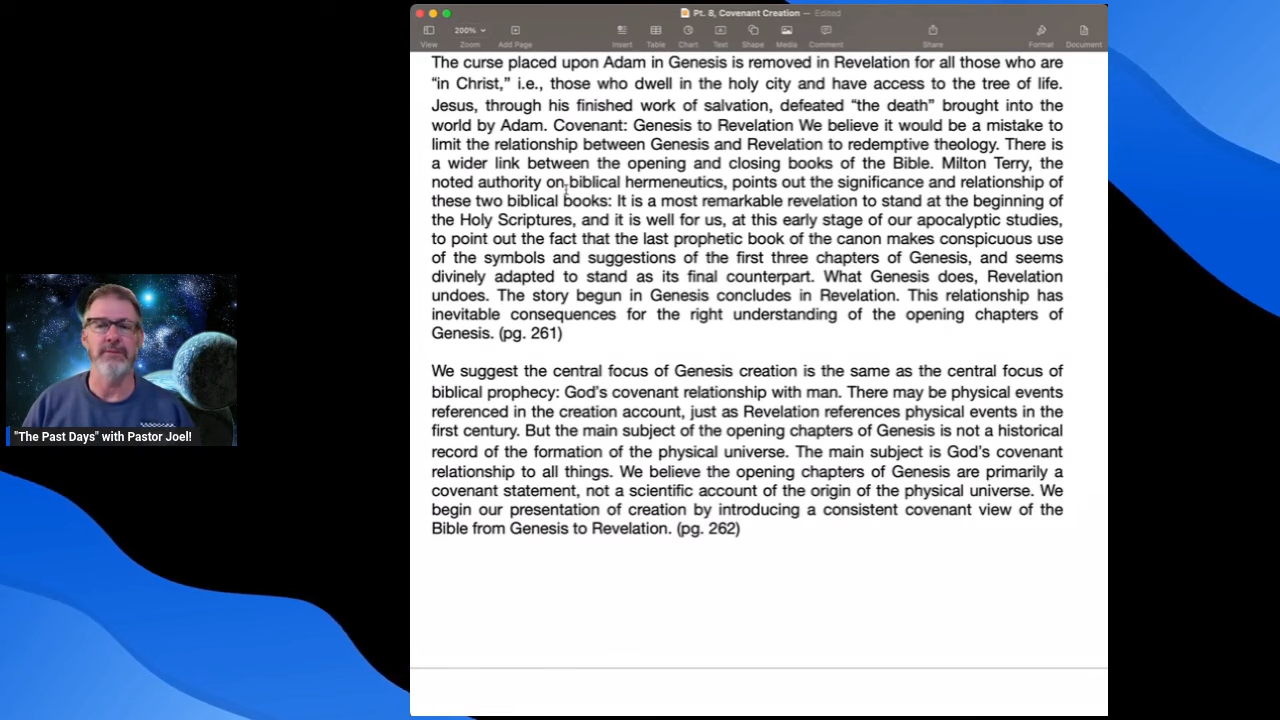 Pt. 8, Covenant Creation — Edited
200%
View Zoom Add Page Insert Table Chart Text Shape Media Comment Share Format Document
The curse placed upon Adam in Genesis is removed in Revelation for all those who are
“in Christ,” i.e., those who dwell in the holy city and have access to the tree of life.
Jesus, through his finished work of salvation, defeated “the death” brought into the
world by Adam. Covenant: Genesis to Revelation We believe it would be a mistake to
limit the relationship between Genesis and Revelation to redemptive theology. There is
a wider link between the opening and closing books of the Bible. Milton Terry, the
noted authority on biblical hermeneutics, points out the significance and relationship of
these two biblical books: It is a most remarkable revelation to stand at the beginning of
the Holy Scriptures, and it is well for us, at this early stage of our apocalyptic studies,
to point out the fact that the last prophetic book of the canon makes conspicuous use
of the symbols and suggestions of the first three chapters of Genesis, and seems
divinely adapted to stand as its final counterpart. What Genesis does, Revelation
undoes. The story begun in Genesis concludes in Revelation. This relationship has
inevitable consequences for the right understanding of the opening chapters of
Genesis. (pg. 261)
We suggest the central focus of Genesis creation is the same as the central focus of
biblical prophecy: God’s covenant relationship with man. There may be physical events
referenced in the creation account, just as Revelation references physical events in the
first century. But the main subject of the opening chapters of Genesis is not a historical
record of the formation of the physical universe. The main subject is God’s covenant
relationship to all things. We believe the opening chapters of Genesis are primarily a
covenant statement, not a scientific account of the origin of the physical universe. We
begin our presentation of creation by introducing a consistent covenant view of the
Bible from Genesis to Revelation. (pg. 262)
"The Past Days" with Pastor Joel!